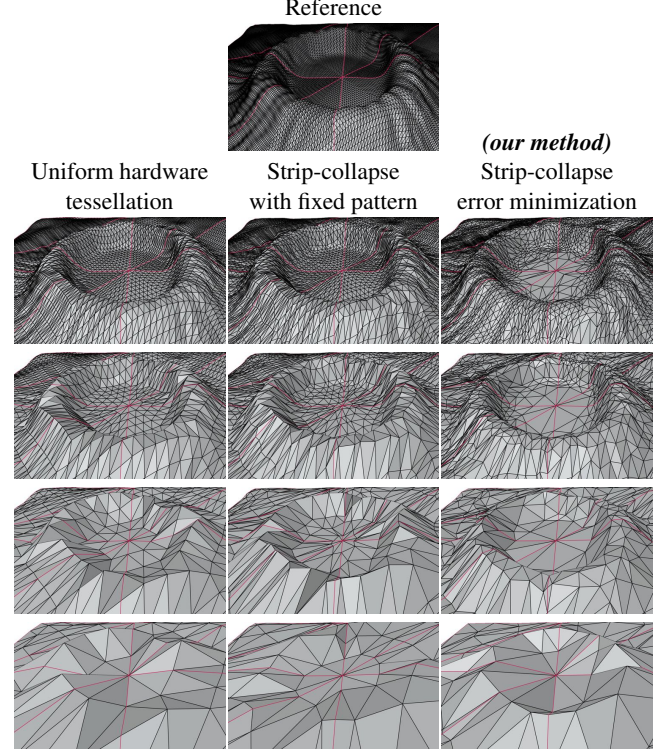 Reference
(our method)
Uniform hardware
tessellation
Strip-collapse
with fixed pattern
Strip-collapse
error minimization